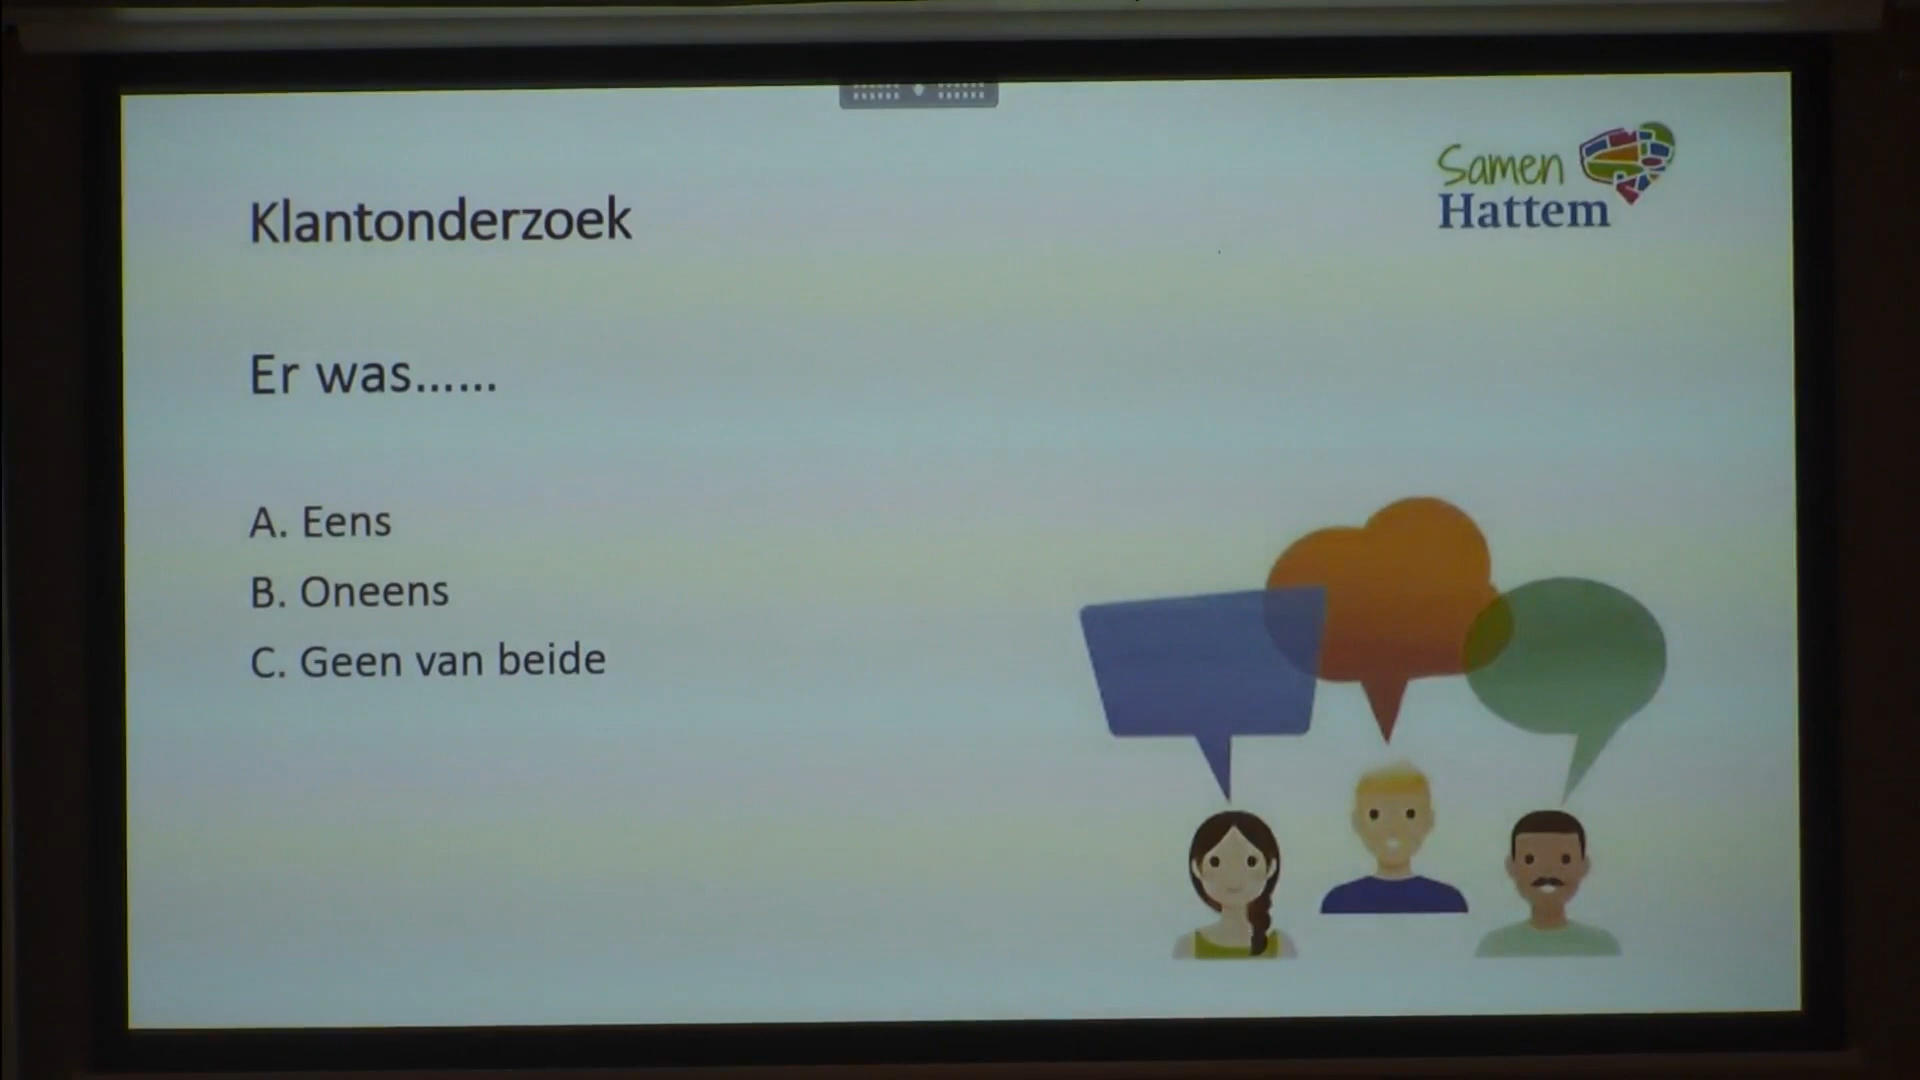 Samen
Hattem
Klantonderzoek
Er was......
A. Eens
B. Oneens
C. Geen van beide